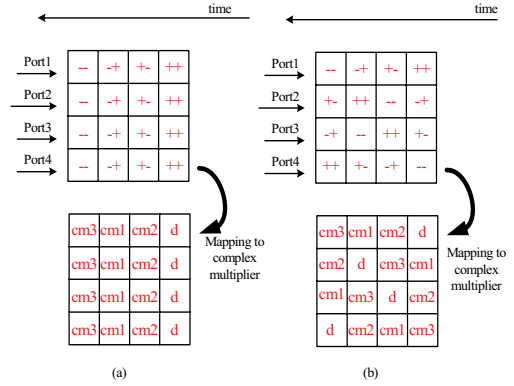 time
Port1 -- -+ +- ++
Port2 -- -+ +- ++
Port3 -- -+ +- ++
Port4 -- -+ +- ++
cm3 cm1 cm2 d
cm3 cm1 cm2 d
cm3 cm1 cm2 d
cm3 cm1 cm2 d
Mapping to
complex
multiplier
(a)
time
Port1 -- -+ +- ++
Port2 +- ++ -- -+
Port3 -+ -- ++ +-
Port4 ++ +- -+ --
cm3 cm1 cm2 d
cm2 d cm3 cm1
cm1 cm3 d cm2
d cm2 cm1 cm3
Mapping to
complex
multiplier
(b)